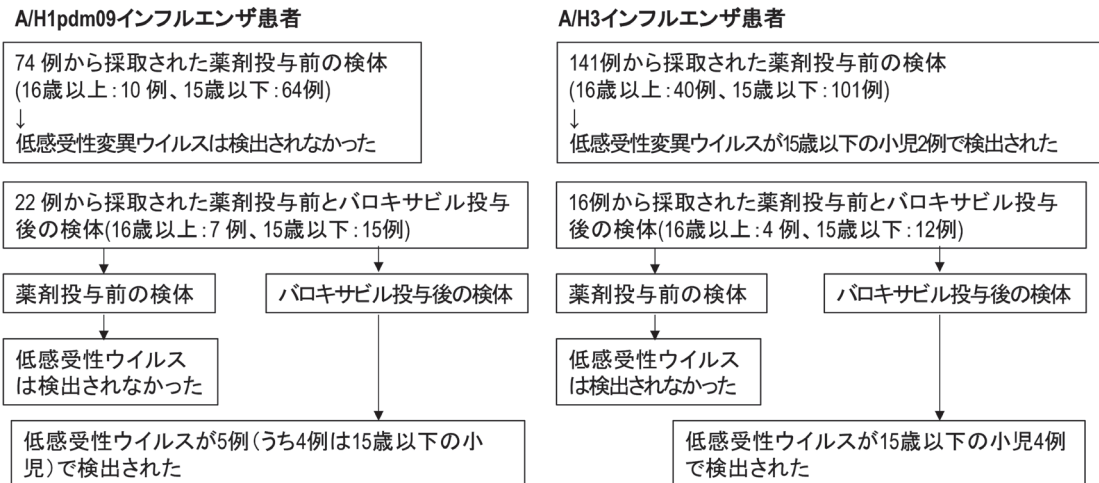 A/H1pdm09インフルエンザ患者
74 例から採取された薬剤投与前の検体
(16歳以上:10 例、15歳以下:64例)
↓
低感受性変異ウイルスは検出されなかった
22 例から採取された薬剤投与前とバロキサビル投与
後の検体(16歳以上:7 例、15歳以下:15例)
薬剤投与前の検体
バロキサビル投与後の検体
低感受性ウイルス
は検出されなかった
低感受性ウイルスが5例(うち4例は15歳以下の小
児)で検出された
A/H3インフルエンザ患者
141例から採取された薬剤投与前の検体
(16歳以上:40例、15歳以下:101例)
↓
低感受性変異ウイルスが15歳以下の小児2例で検出された
16例から採取された薬剤投与前とバロキサビル投与
後の検体(16歳以上:4 例、15歳以下:12例)
薬剤投与前の検体
バロキサビル投与後の検体
低感受性ウイルス
は検出されなかった
低感受性ウイルスが15歳以下の小児4例
で検出された